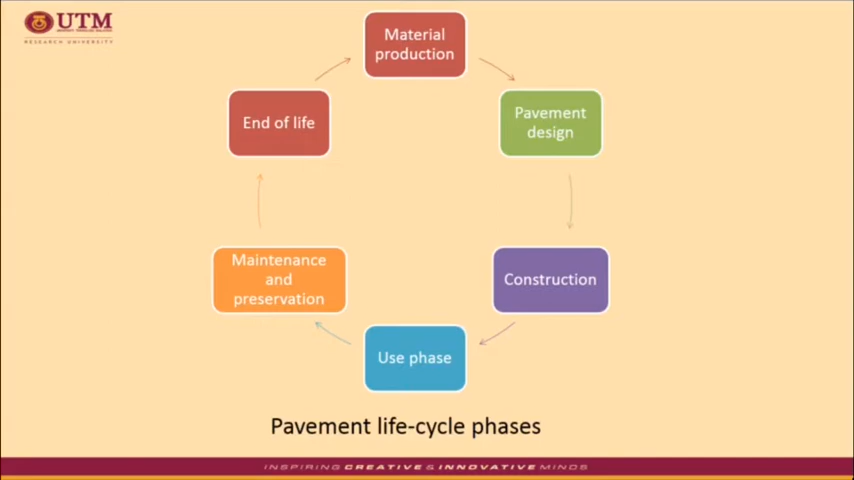 UTM
RESEARCH UNIVERSITY
Material
production
End of life
Pavement
design
Maintenance
and
preservation
Construction
Use phase
Pavement life-cycle phases
INSPIRING CREATIVE & INNOVATIVE MINDS